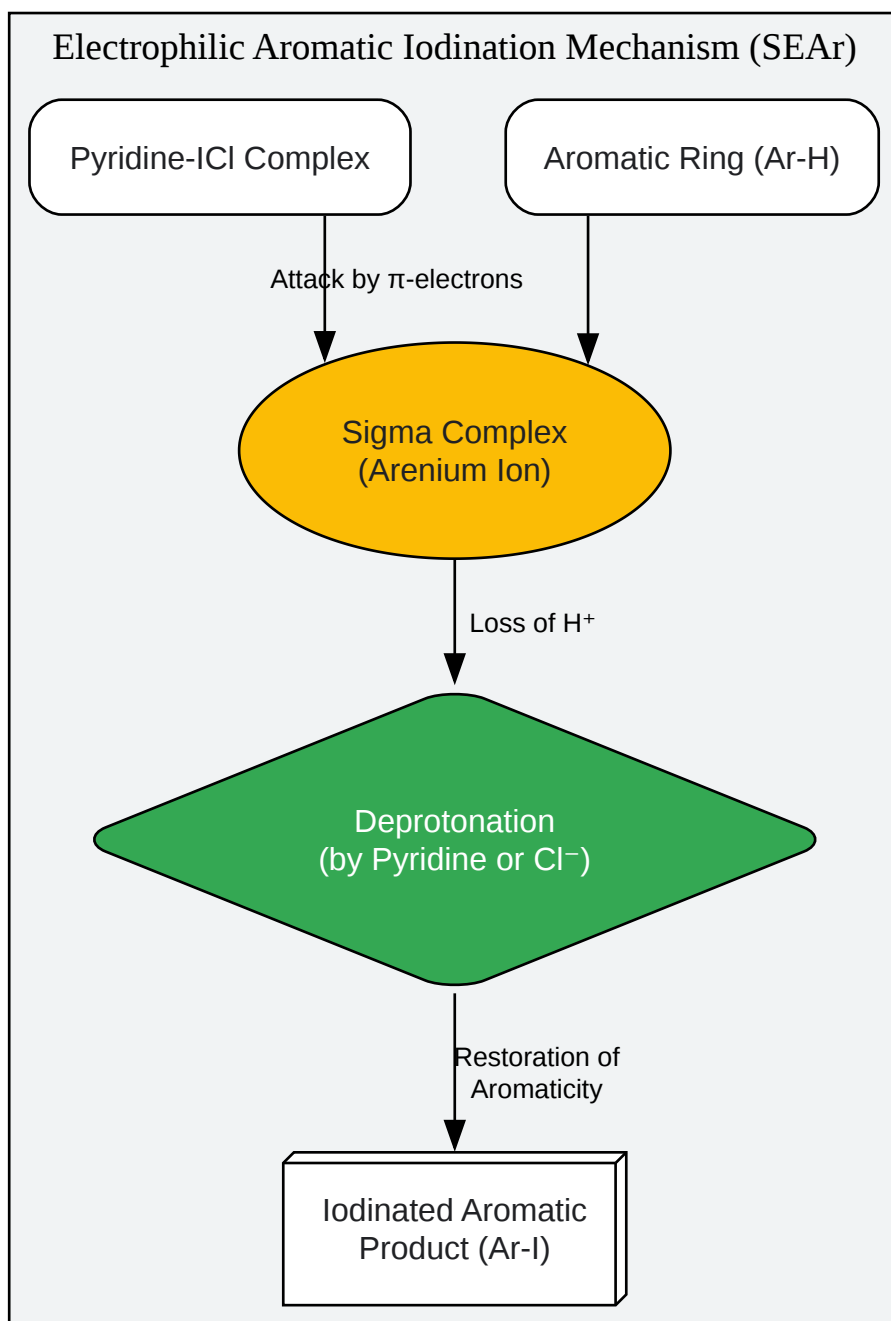 Electrophilic Aromatic Iodination Mechanism (SEAr)
Pyridine-ICl Complex
Aromatic Ring (Ar-H)
Attack by π-electrons
Sigma Complex
(Arenium Ion)
Loss of H⁺
Deprotonation
(by Pyridine or Cl⁻)
Restoration of
Aromaticity
Iodinated Aromatic
Product (Ar-I)